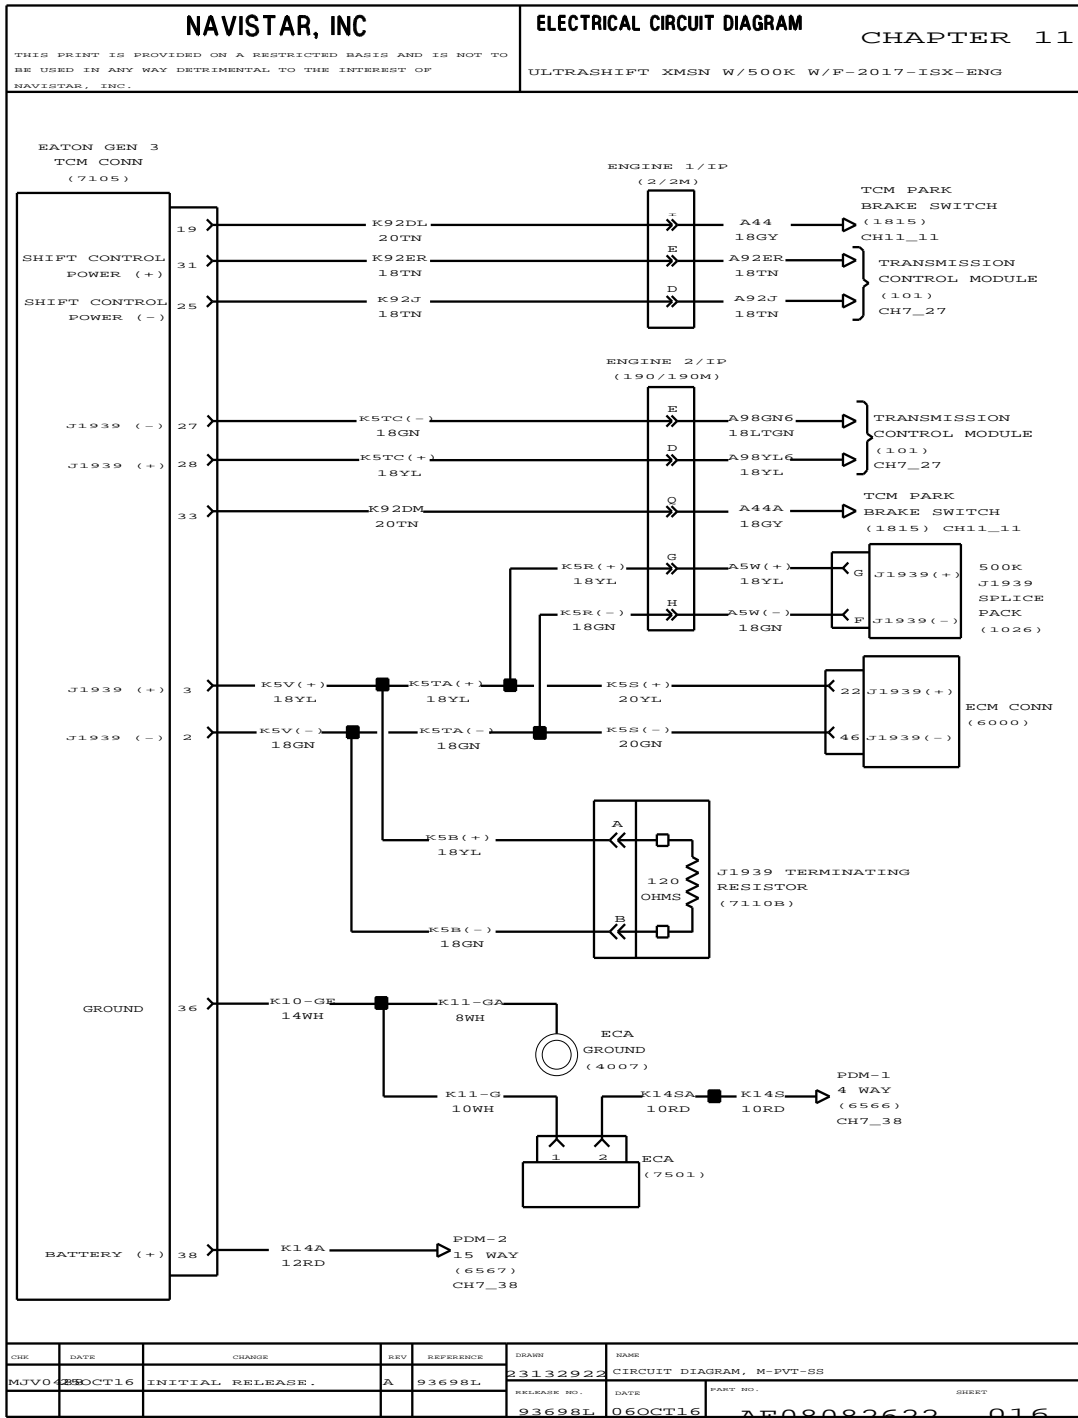 NAVISTAR, INC
THIS PRINT IS PROVIDED ON A RESTRICTED BASIS AND IS NOT TO
BE USED IN ANY WAY DETRIMENTAL TO THE INTEREST OF
NAVISTAR, INC.
ELECTRICAL CIRCUIT DIAGRAM
CHAPTER 11
ULTRASHIFT XMSN W/500K W/F-2017-ISX-ENG
EATON GEN 3
TCM CONN
(7105)
ENGINE 1/IP
(2/2M)
19
K92DL
20TN
I
A44
18GY
TCM PARK
BRAKE SWITCH
(1815)
CH11_11
SHIFT CONTROL
POWER (+)
31
K92ER
18TN
E
A92ER
18TN
SHIFT CONTROL
POWER (-)
25
K92J
18TN
D
A92J
18TN
TRANSMISSION
CONTROL MODULE
(101)
CH7_27
ENGINE 2/IP
(190/190M)
J1939 (-)
27
K5TC(-)
18GN
E
A98GN6
18LTGN
J1939 (+)
28
K5TC(+)
18YL
D
A98YL6
18YL
TRANSMISSION
CONTROL MODULE
(101)
CH7_27
33
K92DM
20TN
Q
A44A
18GY
TCM PARK
BRAKE SWITCH
(1815) CH11_11
K5R(+)
18YL
G
A5W(+)
18YL
G
J1939(+)
K5R(-)
18GN
H
A5W(-)
18GN
F
J1939(-)
500K
J1939
SPLICE
PACK
(1026)
J1939 (+)
3
K5V(+)
18YL
K5TA(+)
18YL
K5S(+)
20YL
22
J1939(+)
J1939 (-)
2
K5V(-)
18GN
K5TA(-)
18GN
K5S(-)
20GN
46
J1939(-)
ECM CONN
(6000)
K5B(+)
18YL
A
120
OHMS
K5B(-)
18GN
B
J1939 TERMINATING
RESISTOR
(7110B)
GROUND
36
K10-GE
14WH
K11-GA
8WH
ECA
GROUND
(4007)
K11-G
10WH
K14SA
10RD
K14S
10RD
PDM-1
4 WAY
(6566)
CH7_38
1
2
ECA
(7501)
BATTERY (+)
38
K14A
12RD
PDM-2
15 WAY
(6567)
CH7_38
CHK
DATE
CHANGE
REV
REFERENCE
INITIAL RELEASE.
A
93698L
DRAWN
23132922
NAME
CIRCUIT DIAGRAM, M-PVT-SS
RELEASE NO.
93698L
DATE
06OCT16
PART NO.
SHEET
016